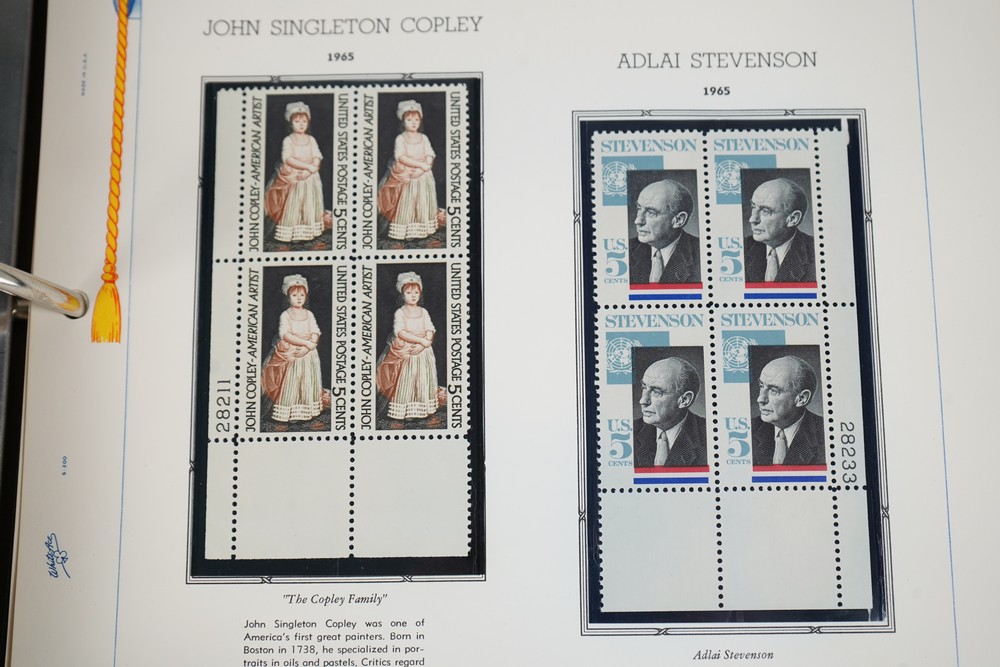 MADE IN U.S.A
JOHN SINGLETON COPLEY
1965
JOHN COPLEY-AMERICAN ARTIST
UNITED STATES POSTAGE 5 CENTS
JOHN COPLEY-AMERICAN ARTIST
UNITED STATES POSTAGE 5 CENTS
JOHN COPLEY-AMERICAN ARTIST
UNITED STATES POSTAGE 5 CENTS
JOHN COPLEY-AMERICAN ARTIST
UNITED STATES POSTAGE 5 CENTS
28211
"The Copley Family"
John Singleton Copley was one of
America's first great painters. Born in
Boston in 1738, he specialized in por-
traits in oils and pastels. Critics regard
White Ace
ADLAI STEVENSON
1965
STEVENSON
U.S.
5
CENTS
STEVENSON
U.S.
5
CENTS
STEVENSON
U.S.
5
CENTS
STEVENSON
U.S.
5
CENTS
28233
Adlai Stevenson